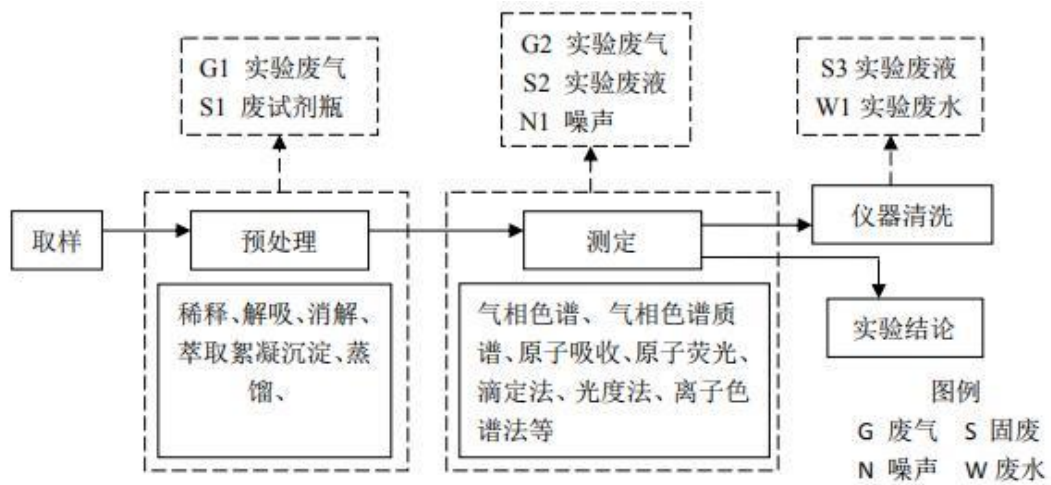 G1 实验废气
S1 废试剂瓶
G2 实验废气
S2 实验废液
N1 噪声
S3 实验废液
W1 实验废水
取样
预处理
测定
仪器清洗
稀释、解吸、消解、
萃取絮凝沉淀、蒸
馏、
气相色谱、气相色谱质
谱、原子吸收、原子荧光、
滴定法、光度法、离子色
谱法等
实验结论
图例
G 废气 S 固废
N 噪声 W 废水